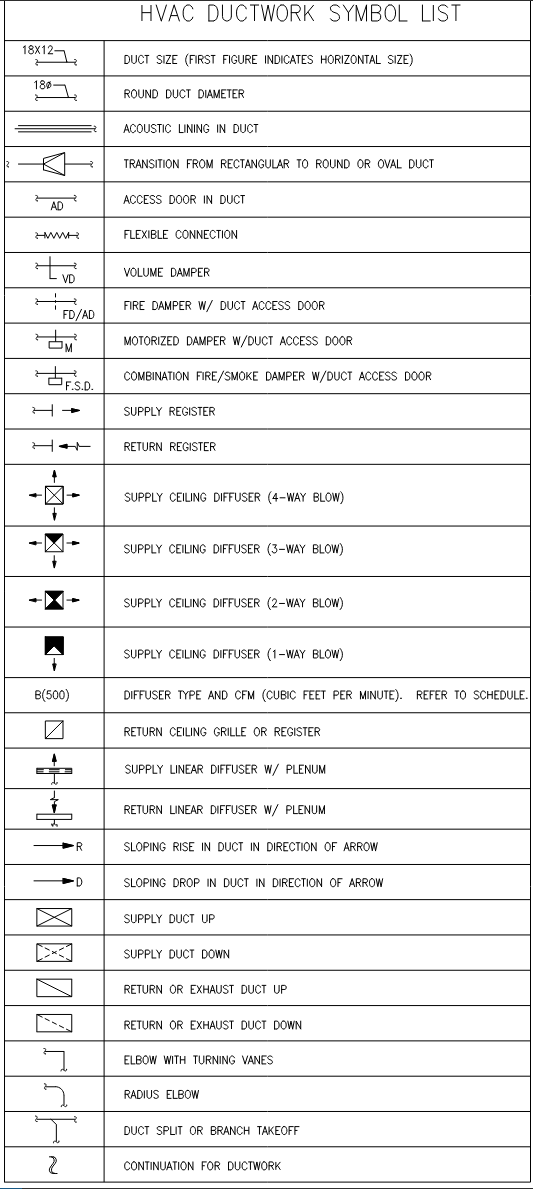 HVAC DUCTWORK SYMBOL LIST
18X12 DUCT SIZE (FIRST FIGURE INDICATES HORIZONTAL SIZE)
18ø ROUND DUCT DIAMETER
ACOUSTIC LINING IN DUCT
TRANSITION FROM RECTANGULAR TO ROUND OR OVAL DUCT
AD ACCESS DOOR IN DUCT
FLEXIBLE CONNECTION
VD VOLUME DAMPER
FD/AD FIRE DAMPER W/ DUCT ACCESS DOOR
M MOTORIZED DAMPER W/DUCT ACCESS DOOR
F.S.D. COMBINATION FIRE/SMOKE DAMPER W/DUCT ACCESS DOOR
SUPPLY REGISTER
RETURN REGISTER
SUPPLY CEILING DIFFUSER (4-WAY BLOW)
SUPPLY CEILING DIFFUSER (3-WAY BLOW)
SUPPLY CEILING DIFFUSER (2-WAY BLOW)
SUPPLY CEILING DIFFUSER (1-WAY BLOW)
B(500) DIFFUSER TYPE AND CFM (CUBIC FEET PER MINUTE). REFER TO SCHEDULE.
RETURN CEILING GRILLE OR REGISTER
SUPPLY LINEAR DIFFUSER W/ PLENUM
RETURN LINEAR DIFFUSER W/ PLENUM
R SLOPING RISE IN DUCT IN DIRECTION OF ARROW
D SLOPING DROP IN DUCT IN DIRECTION OF ARROW
SUPPLY DUCT UP
SUPPLY DUCT DOWN
RETURN OR EXHAUST DUCT UP
RETURN OR EXHAUST DUCT DOWN
ELBOW WITH TURNING VANES
RADIUS ELBOW
DUCT SPLIT OR BRANCH TAKEOFF
CONTINUATION FOR DUCTWORK